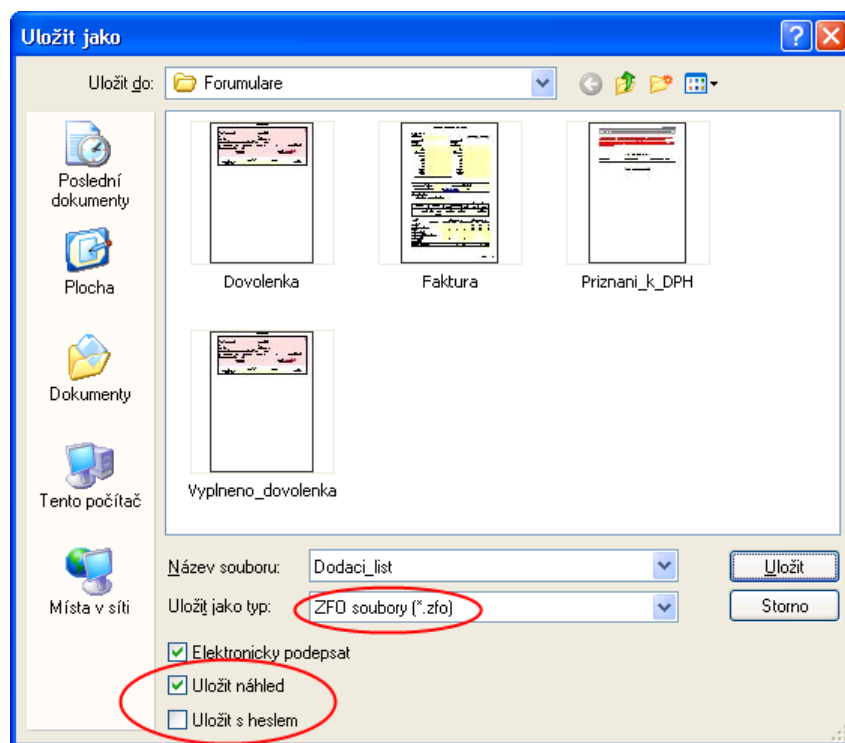 Uložit jako
Uložit do:
Forumulare
Poslední
dokumenty
Plocha
Dokumenty
Tento počítač
Místa v síti
Dovolenka
Faktura
Priznani_k_DPH
Vyplneno_dovolenka
Název souboru:
Dodaci_list
Uložit
Uložit jako typ:
ZFO soubory (*.zfo)
Storno
Elektronicky podepsat
Uložit náhled
Uložit s heslem